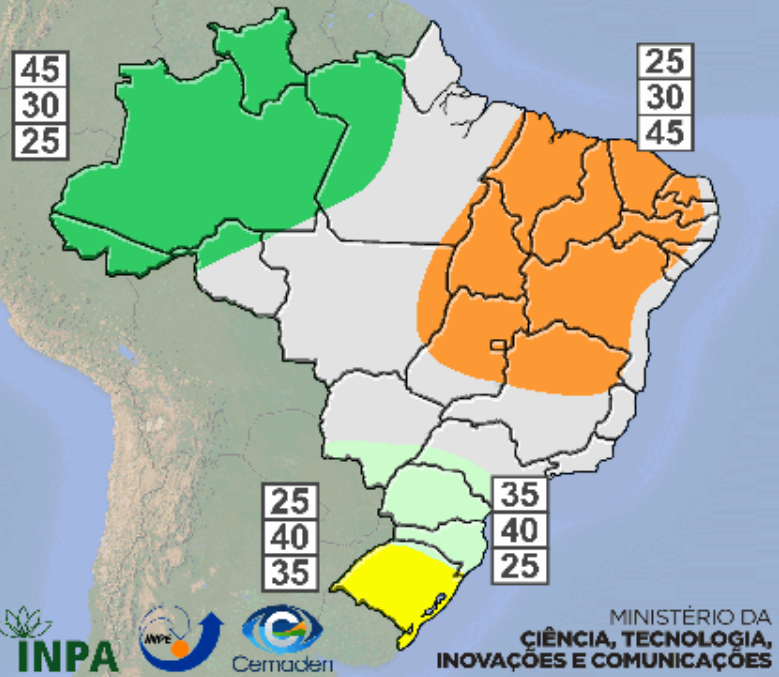 45
30
25
25
30
45
25
40
35
35
40
25
INPA
INPE
Cemaden
MINISTÉRIO DA
CIÊNCIA, TECNOLOGIA,
INOVAÇÕES E COMUNICAÇÕES